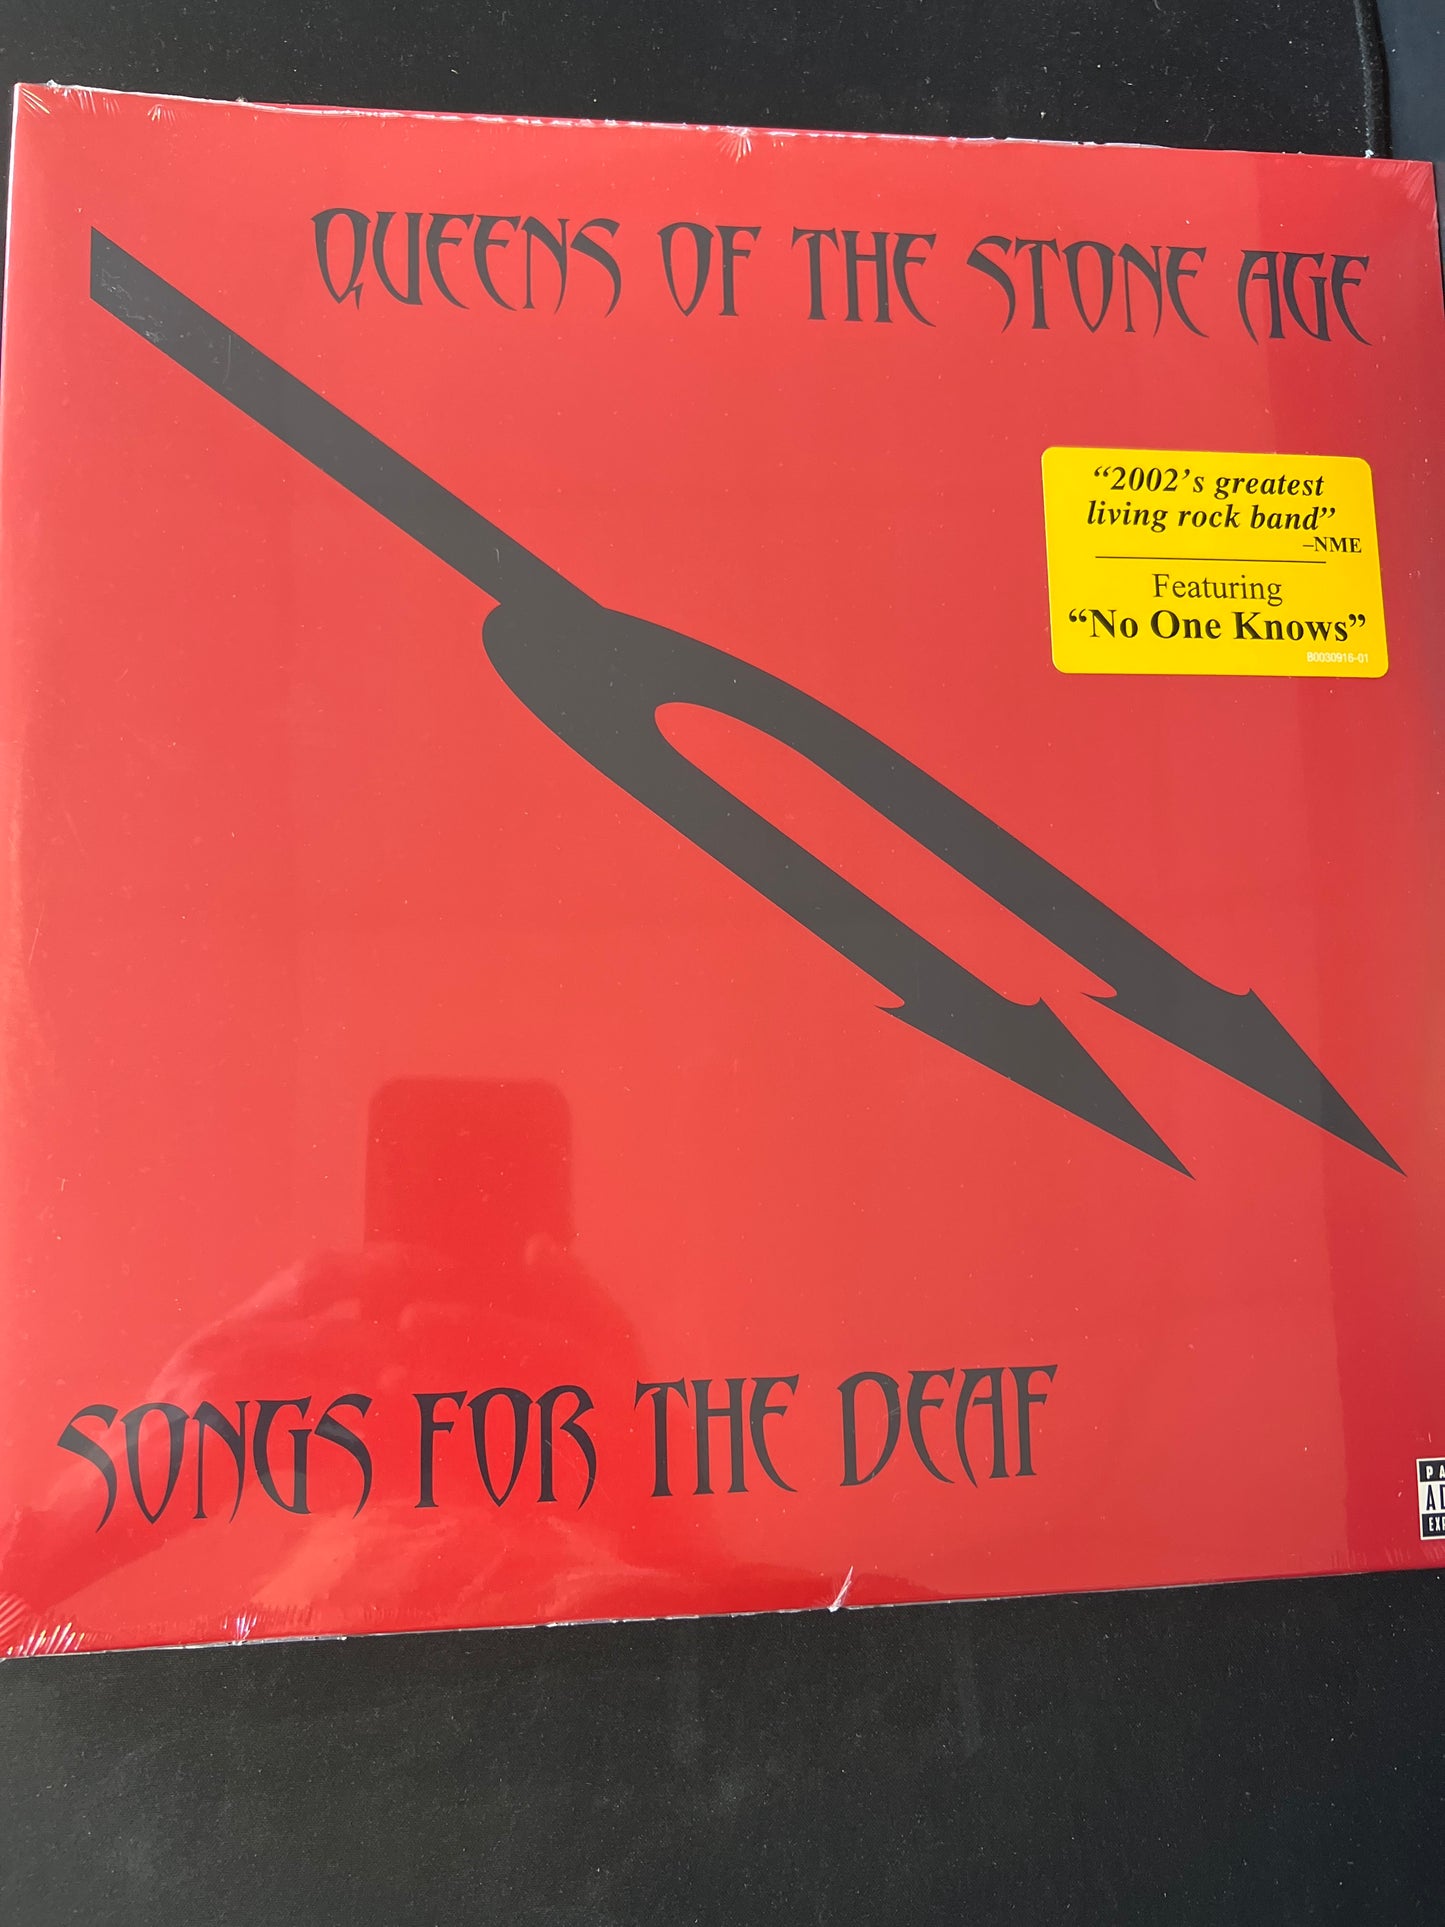 QUEENS OF THE STONE AGE
“2002’s greatest
living rock band”
–NME
Featuring
“No One Knows”
B0030916-01
SONGS FOR THE DEAF